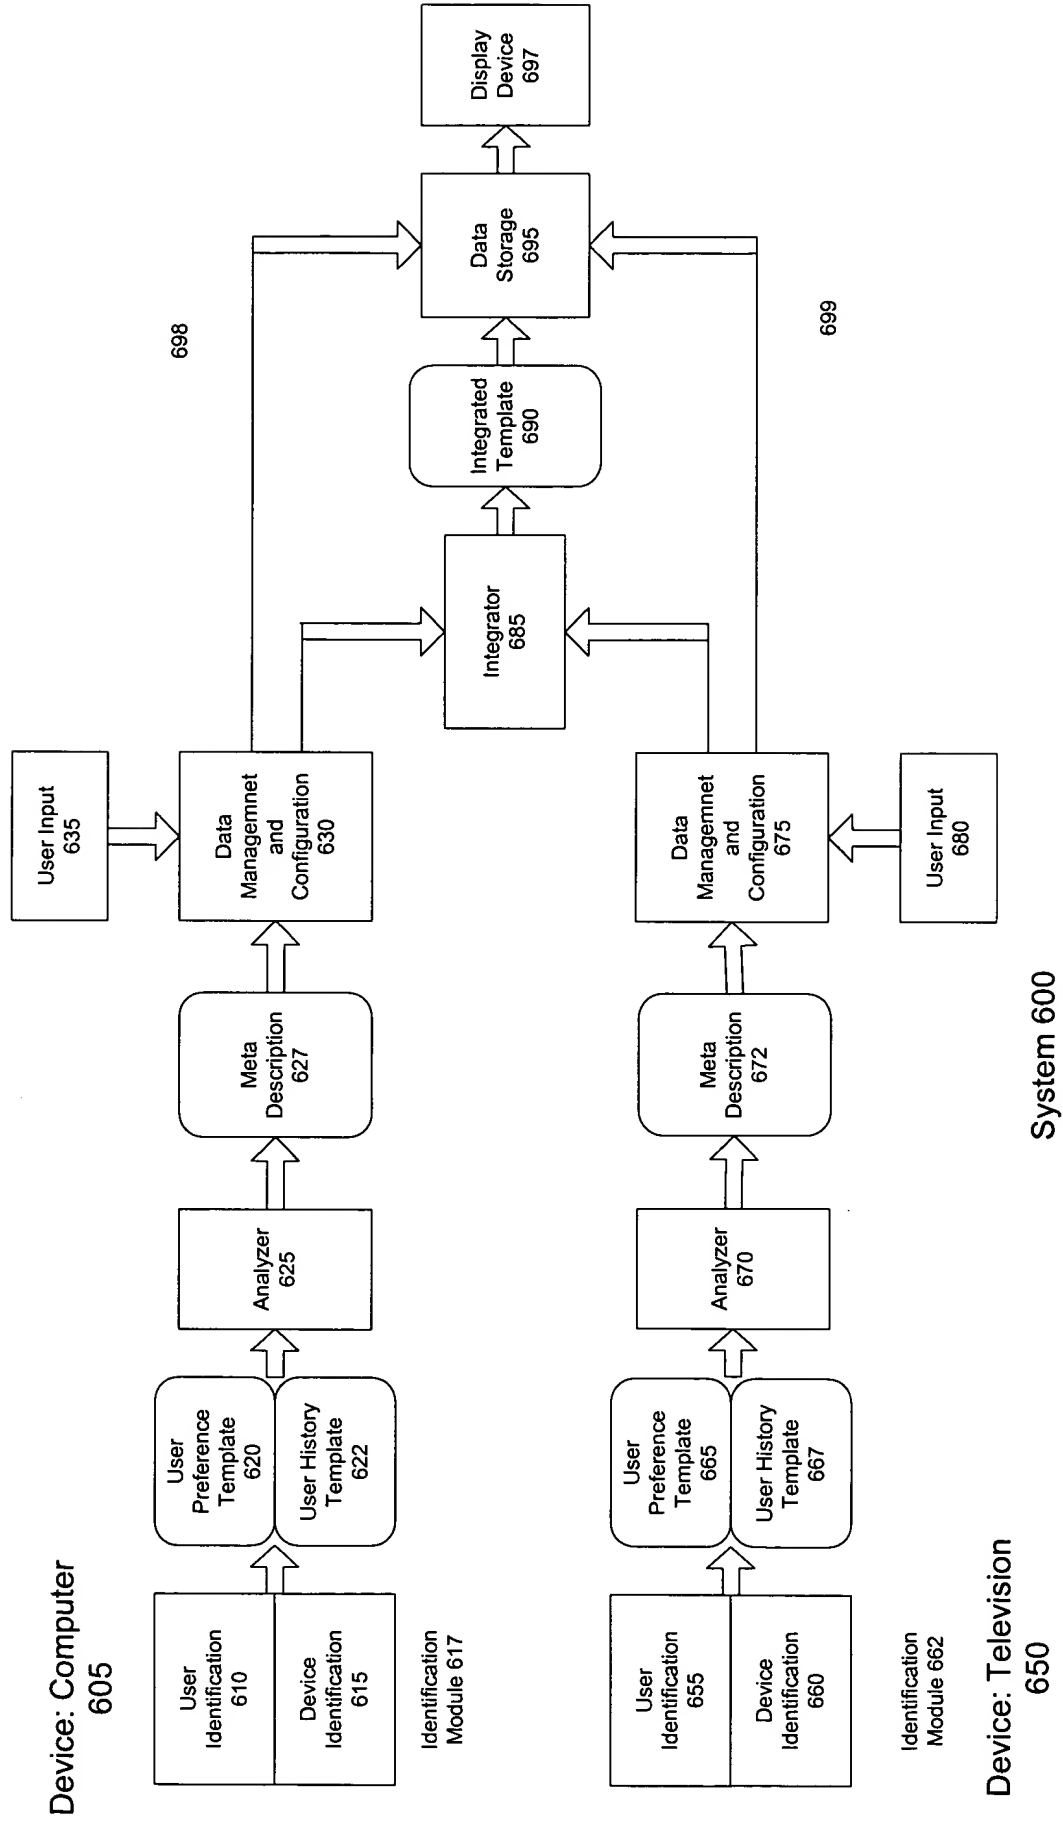 Device: Computer
605
User
Identification
610
Device
Identification
615
Identification
Module 617
User
Preference
Template
620
User History
Template
622
Analyzer
625
Meta
Description
627
User Input
635
Data
Managemnet
and
Configuration
630
698
Integrator
685
Integrated
Template
690
Data
Storage
695
Display
Device
697
699
User
Identification
655
Device
Identification
660
Identification
Module 662
User
Preference
Template
665
User History
Template
667
Analyzer
670
Meta
Description
672
Data
Managemnet
and
Configuration
675
User Input
680
Device: Television
650
System 600